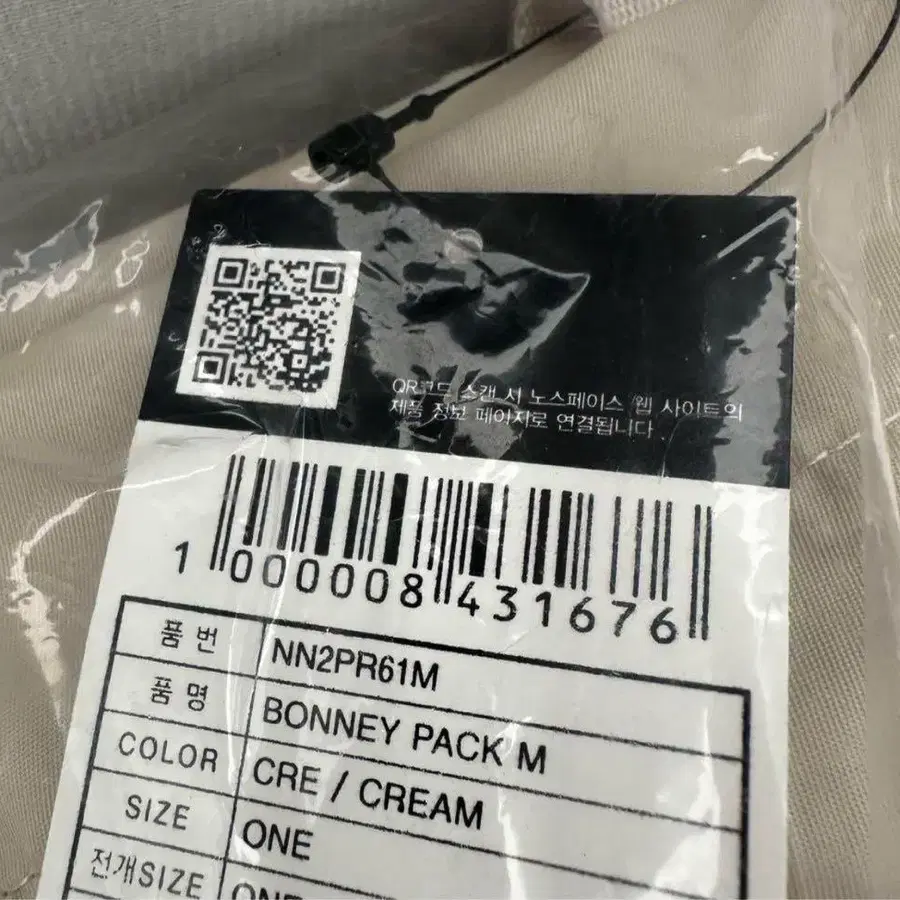 QR코드 스캔 시 노스페이스 웹 사이트의
제품 정보 페이지로 연결됩니다.
1 000008 431676
품 번 NN2PR61M
품 명 BONNEY PACK M
COLOR CRE / CREAM
SIZE ONE
전개SIZE ONE